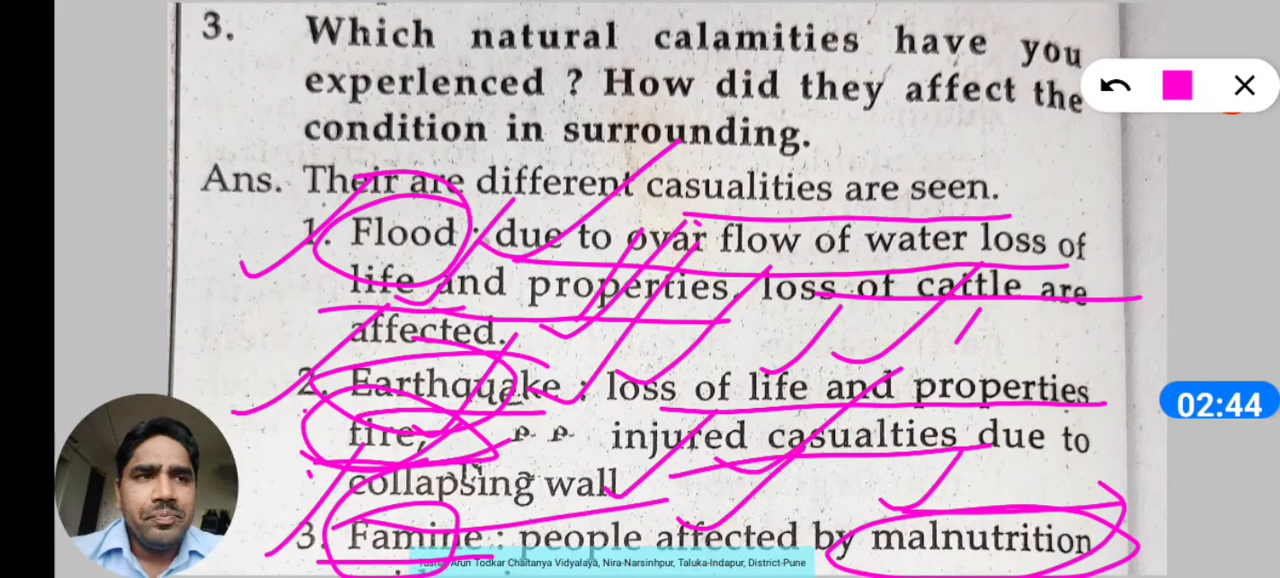 3. Which natural calamities have you
experlenced ? How did they affect the
condition in surrounding.
Ans. Their are different casualities are seen.
1. Flood : due to ovar flow of water loss of
life and properties, loss of cattle are
affected.
2. Earthquake : loss of life and properties
fire, injured casualties due to
collapsing wall
3. Famine : people affected by malnutrition
Arun Todkar Chaitanya Vidyalaya, Nira-Narsinhpur, Taluka-Indapur, District-Pune
02:44